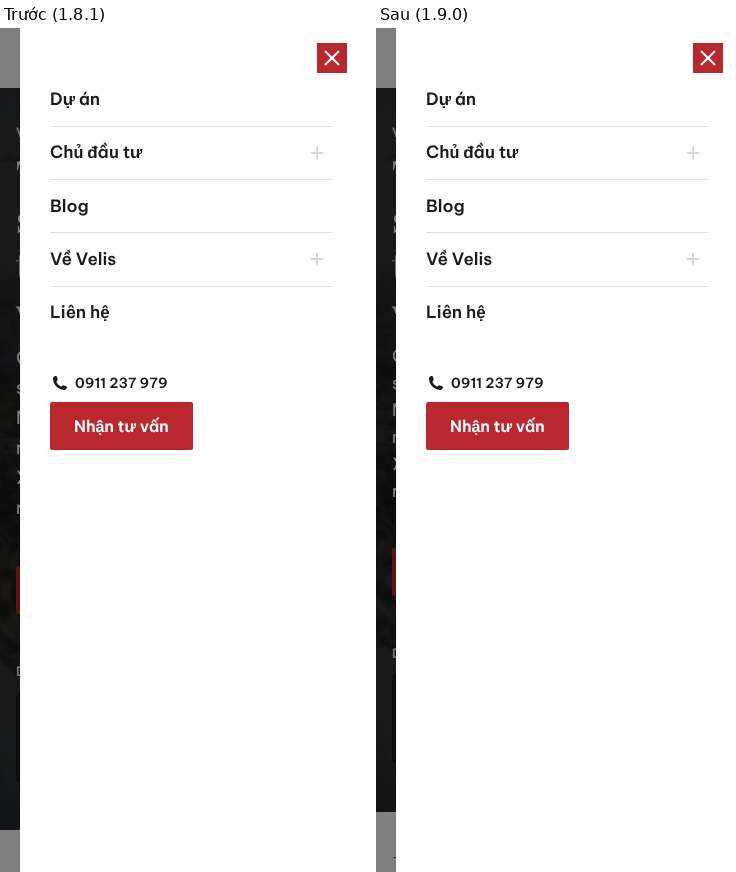 Trước (1.8.1)
Dự án
Chủ đầu tư
Blog
Về Velis
Liên hệ
0911 237 979
Nhận tư vấn
Sau (1.9.0)
Dự án
Chủ đầu tư
Blog
Về Velis
Liên hệ
0911 237 979
Nhận tư vấn